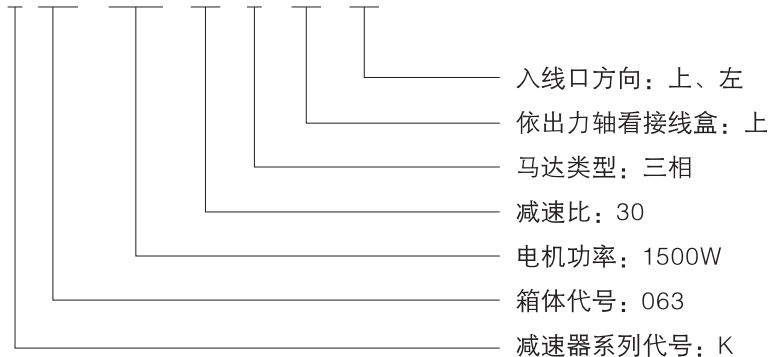 入线口方向：上、左
依出力轴看接线盒：上
马达类型：三相
减速比：30
电机功率：1500W
箱体代号：063
减速器系列代号：K